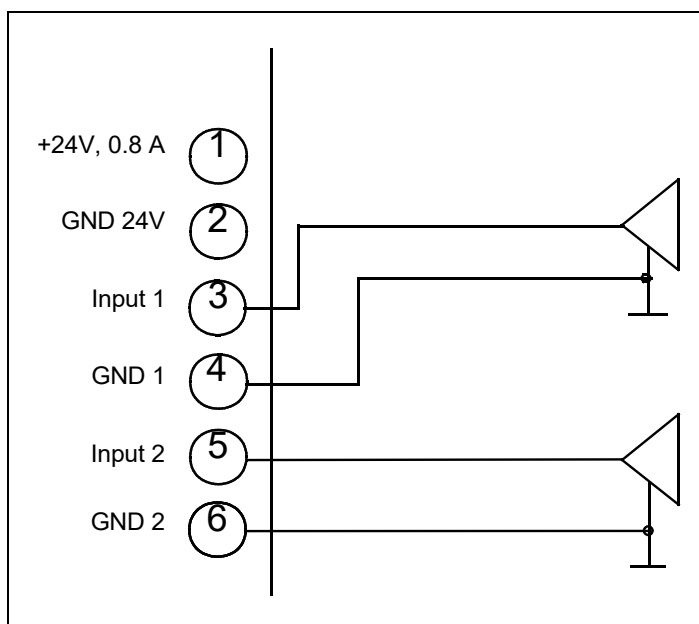 +24V, 0.8 A 1
GND 24V 2
Input 1 3
GND 1 4
Input 2 5
GND 2 6